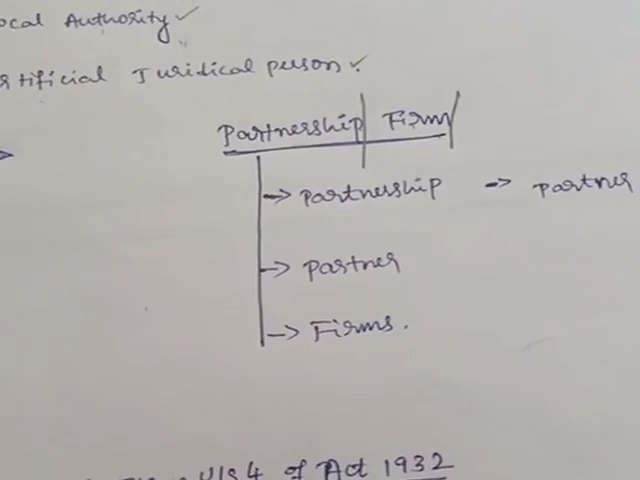 ocal Authority ✓
rtificial Juridical person ✓.
Partnership | Firm |
→ Partnership → partner
→ Partner
→ Firms.
U/S 4 of Act 1932